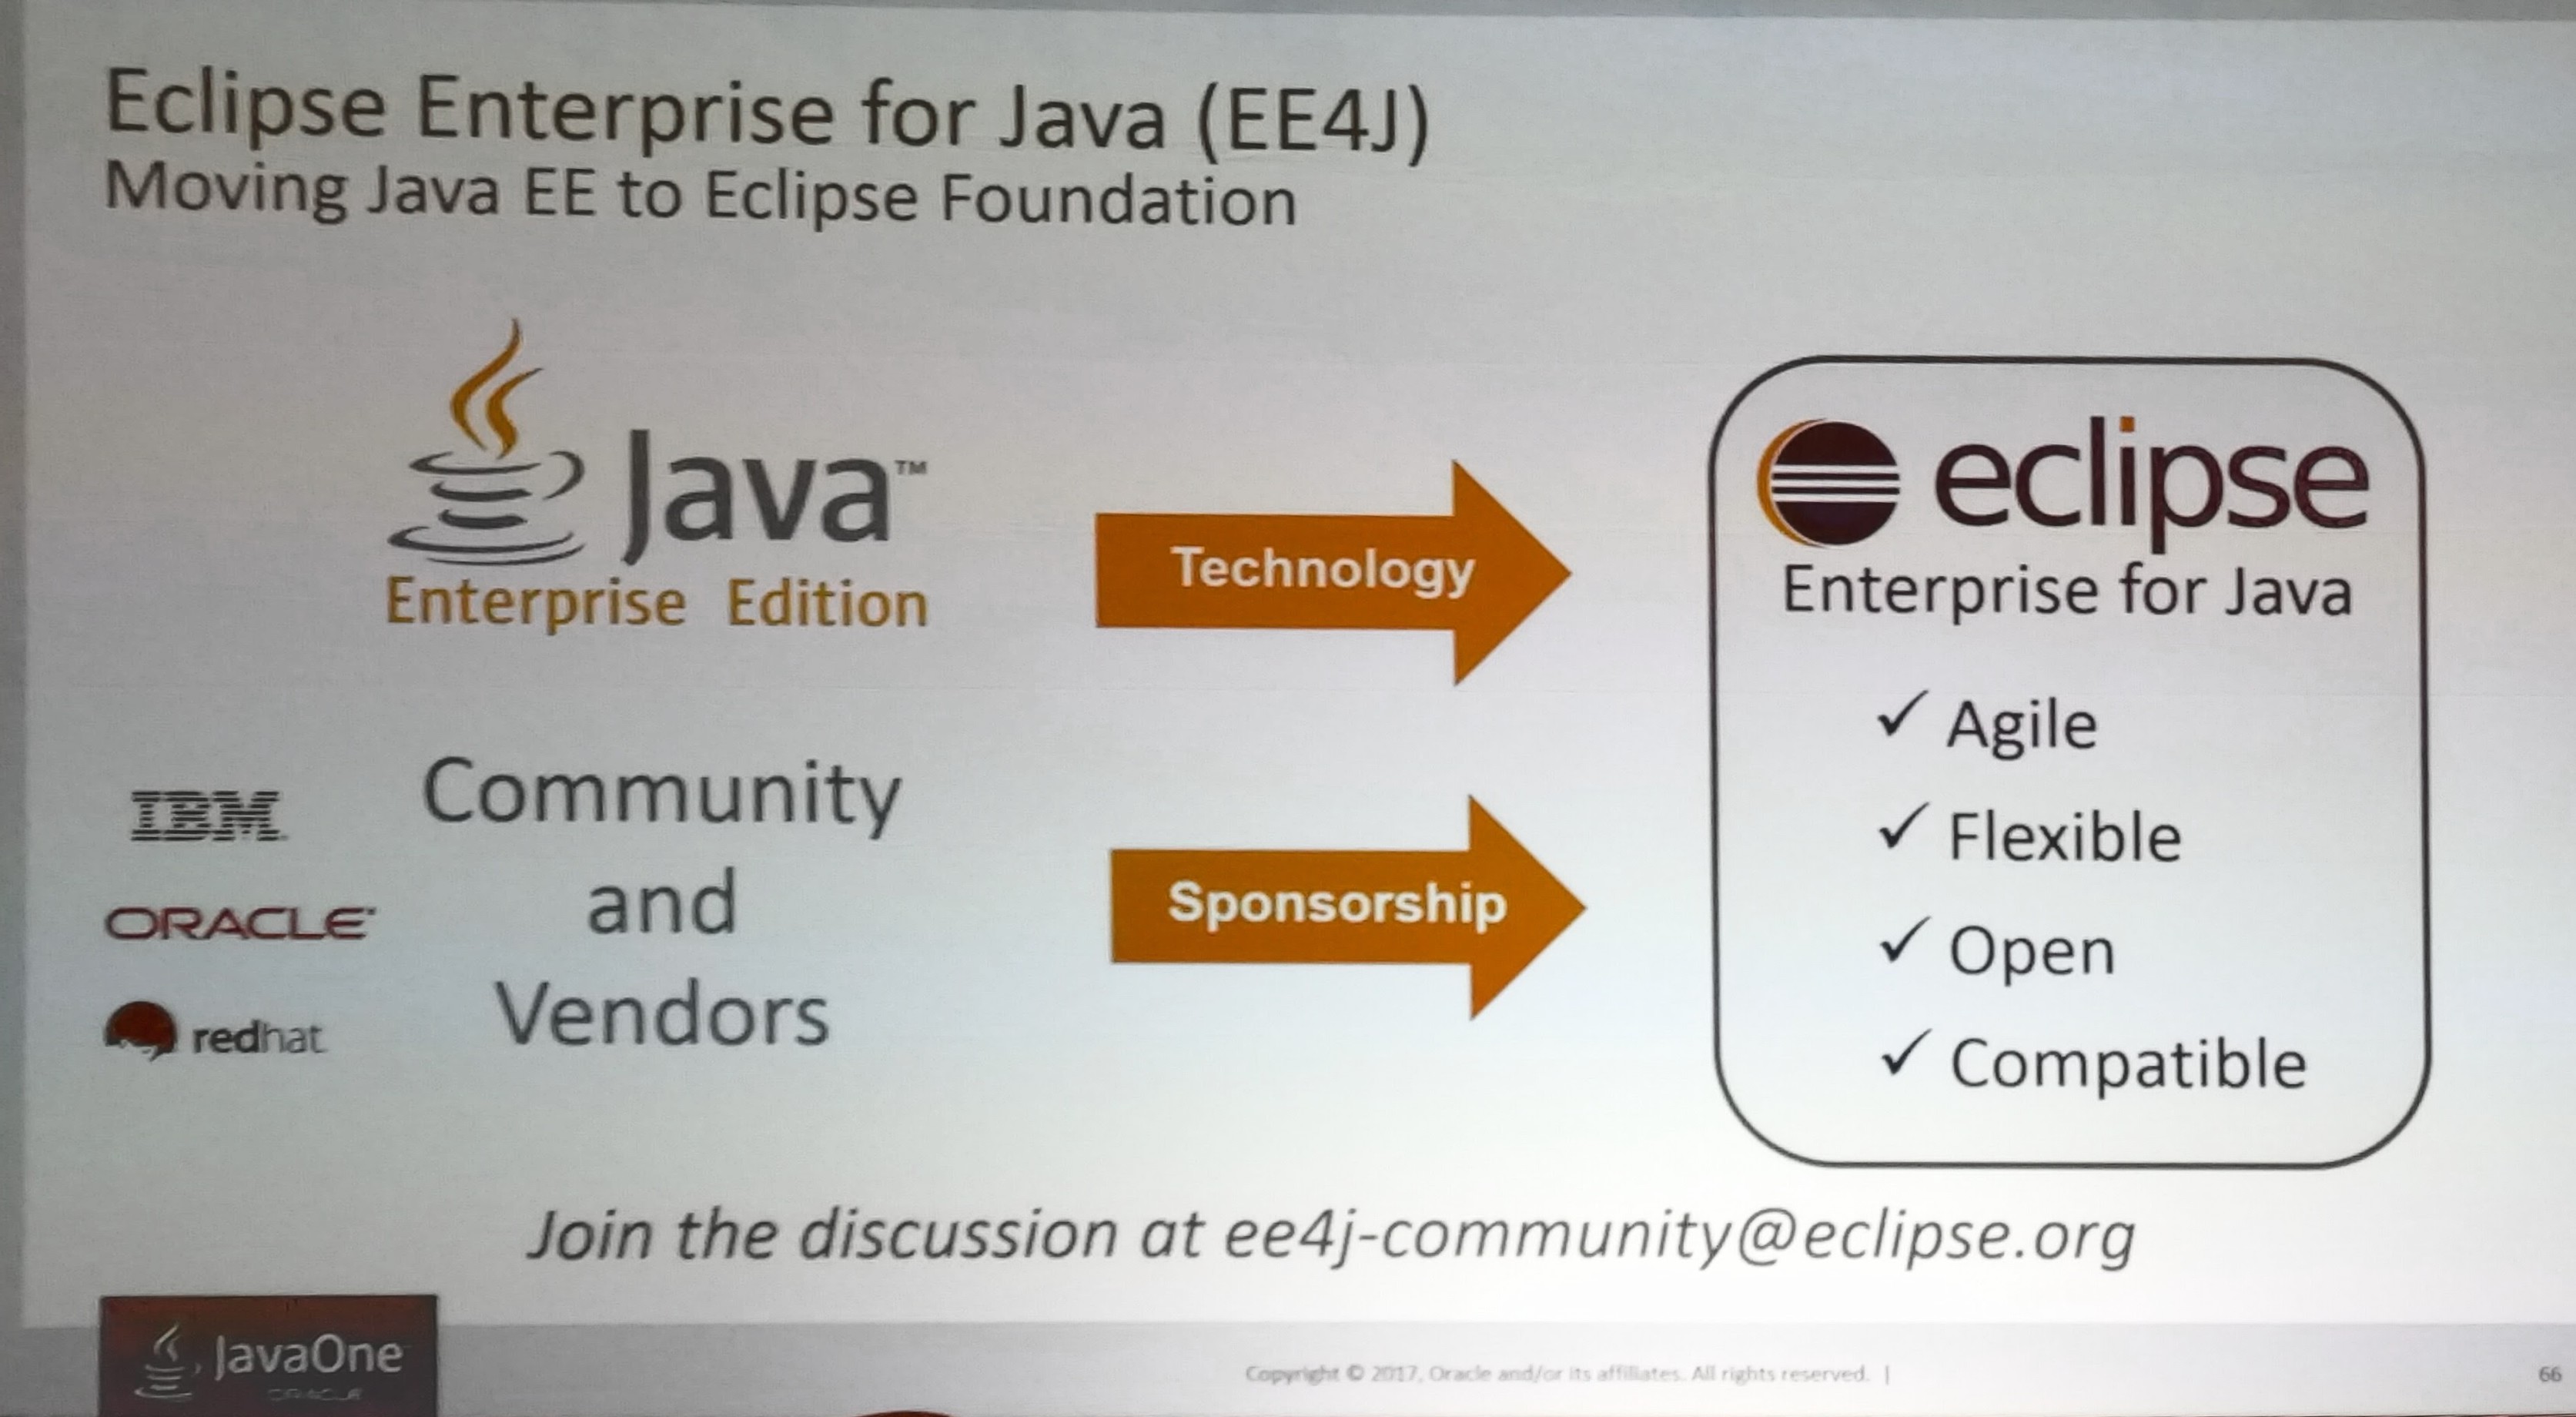 Eclipse Enterprise for Java (EE4J)
Moving Java EE to Eclipse Foundation
Java™
Enterprise Edition
Technology
eclipse
Enterprise for Java
✓ Agile
✓ Flexible
✓ Open
✓ Compatible
IBM
ORACLE
redhat
Community
and
Vendors
Sponsorship
Join the discussion at ee4j-community@eclipse.org
JavaOne
ORACLE
Copyright © 2017, Oracle and/or its affiliates. All rights reserved. |
66